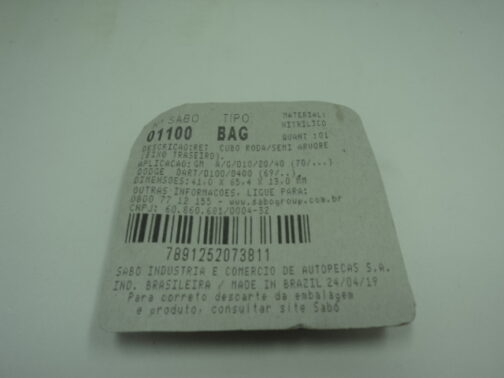 Nº SABO TIPO MATERIAL:
01100 BAG NITRILICO
QUANT.:01
DESCRICAO:RET CUBO RODA/SEMI ARVORE
(EIXO TRASEIRO).
APLICACAO:GM A/C/D10/20/40 (70/...)
DODGE DART/D100/D400 (69/..).
DIMENSOES:41.0 X 65.4 X 13.0 MM
OUTRAS INFORMACOES, LIGUE PARA:
0800 77 12 155 - www.sabogroup.com.br
CNPJ: 60.860.681/0004-32
7891252073811
SABO INDUSTRIA E COMERCIO DE AUTOPECAS S.A.
IND. BRASILEIRA / MADE IN BRAZIL 24/04/19
Para correto descarte da embalagem
e produto, consultar site Sabó